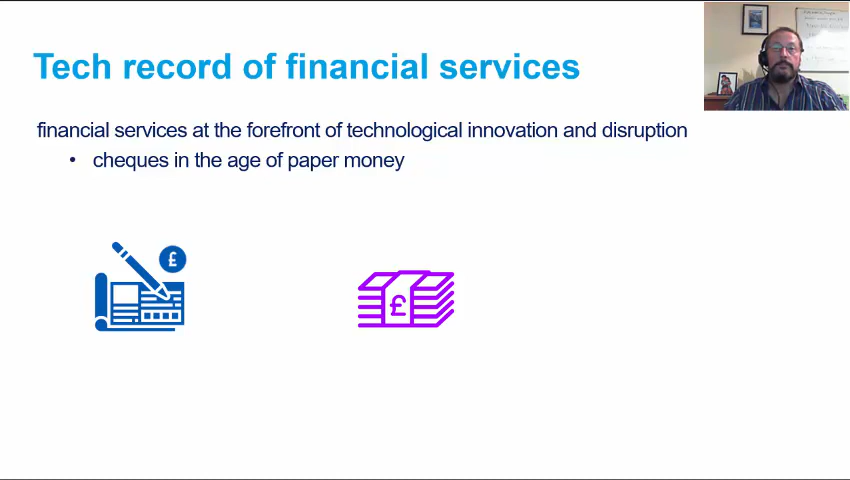 Tech record of financial services
financial services at the forefront of technological innovation and disruption
• cheques in the age of paper money
£
£